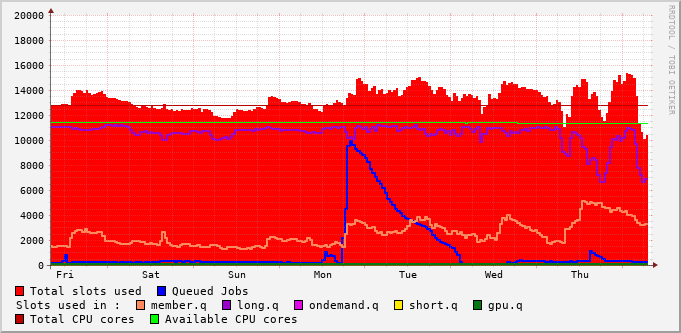 20000
18000
16000
14000
12000
10000
8000
6000
4000
2000
0
Fri Sat Sun Mon Tue Wed Thu
RRDTOOL / TOBI OETIKER
Total slots used Queued Jobs
Slots used in : member.q long.q ondemand.q short.q gpu.q
Total CPU cores Available CPU cores